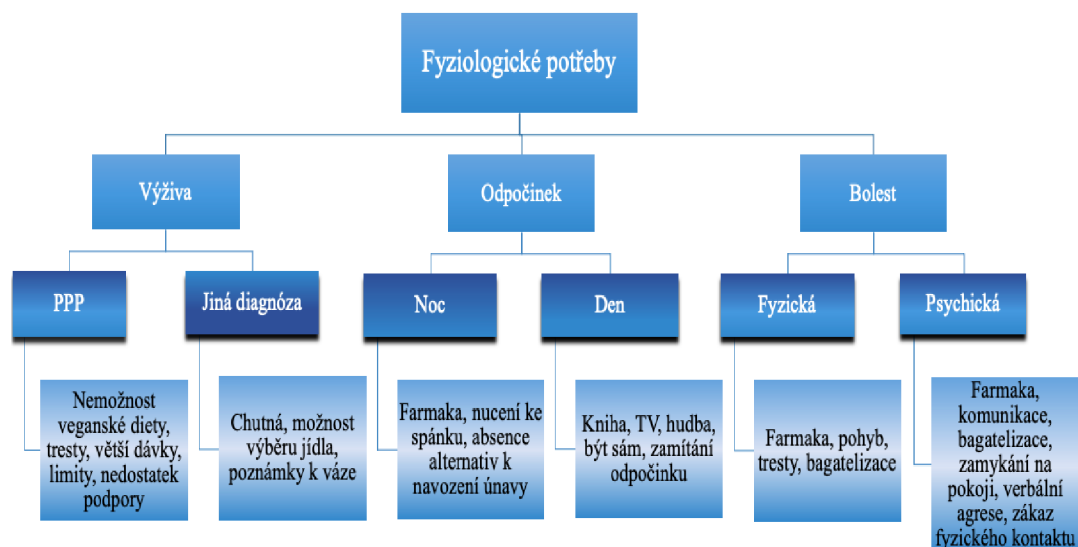 Fyziologické potřeby
Výživa
Odpočinek
Bolest
PPP
Jiná diagnóza
Noc
Den
Fyzická
Psychická
Nemožnost
veganské diety,
tresty, větší dávky,
limity, nedostatek
podpory
Chutná, možnost
výběru jídla,
poznámky k váze
Farmaka, nucení ke
spánku, absence
alternativ k
navození únavy
Kniha, TV, hudba,
být sám, zamítání
odpočinku
Farmaka, pohyb,
tresty, bagatelizace
Farmaka,
komunikace,
bagatelizace,
zamykání na
pokoji, verbální
agrese, zákaz
fyzického kontaktu